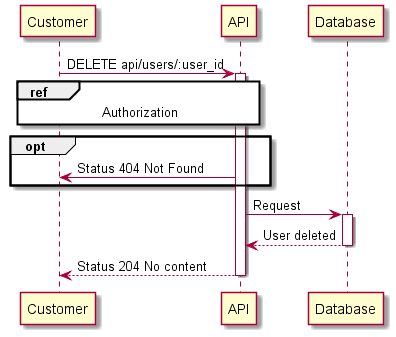 Customer
API
Database
DELETE api/users/:user_id
ref
Authorization
opt
Status 404 Not Found
Request
User deleted
Status 204 No content
Customer
API
Database